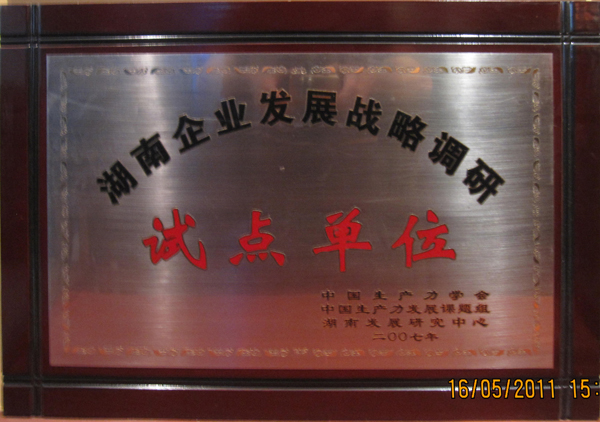 湖南企业发展战略调研
试点单位
中国生产力学会
中国生产力发展课题组
湖南发展研究中心
二〇〇七年
16/05/2011 15: